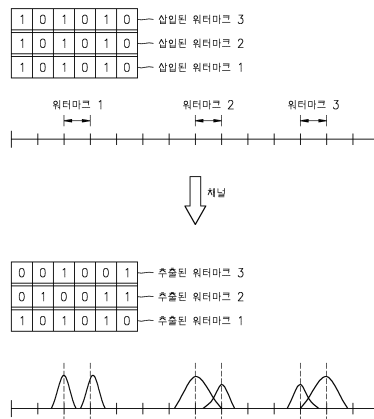 1 0 1 0 1 0 삽입된 워터마크 3
1 0 1 0 1 0 삽입된 워터마크 2
1 0 1 0 1 0 삽입된 워터마크 1
워터마크 1 워터마크 2 워터마크 3
채널
0 0 1 0 0 1 추출된 워터마크 3
0 1 0 0 1 1 추출된 워터마크 2
1 0 1 0 1 0 추출된 워터마크 1